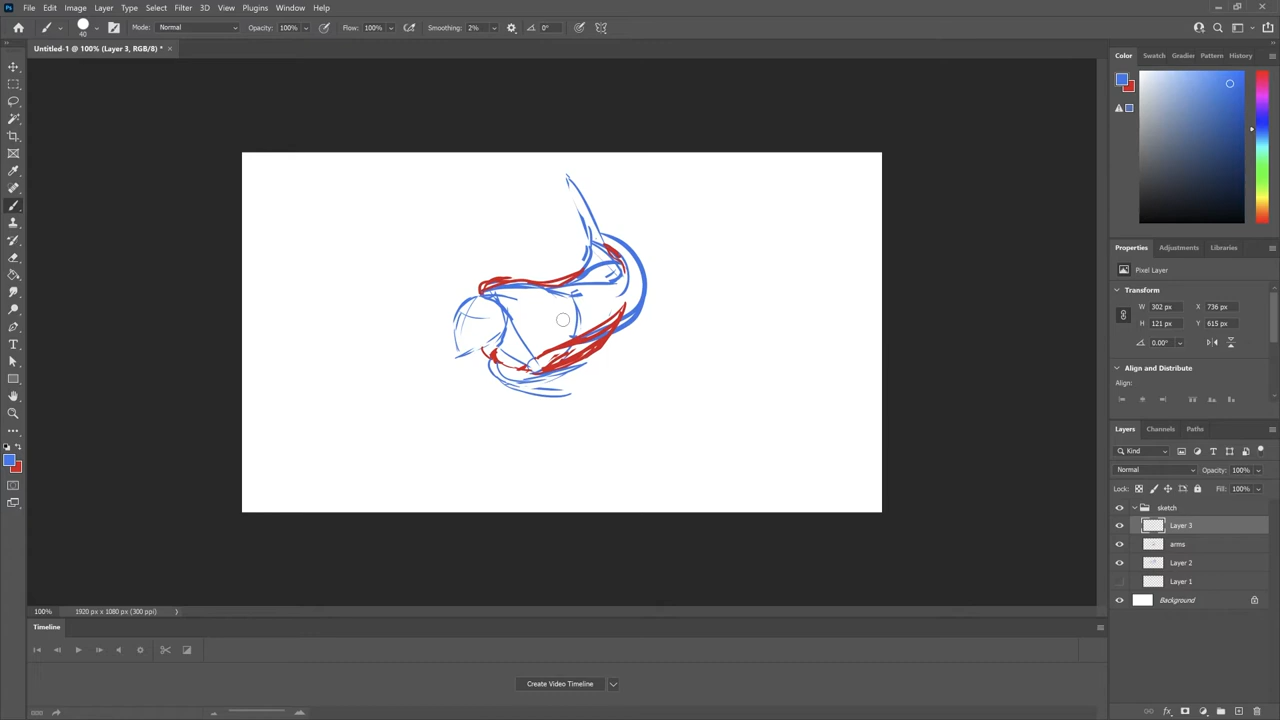 Ps File Edit Image Layer Type Select Filter 3D View Plugins Window Help
40 Mode: Normal Opacity: 100% Flow: 100% Smoothing: 2% 0°
Untitled-1 @ 100% (Layer 3, RGB/8) * ×
Color Swatch Gradier Pattern History
Properties Adjustments Libraries
Pixel Layer
Transform
W 302 px X 736 px
H 121 px Y 615 px
0.00°
Align and Distribute
Align:
Layers Channels Paths
Kind
Normal Opacity: 100%
Lock: Fill: 100%
sketch
Layer 3
arms
Layer 2
Layer 1
Background
100% 1920 px x 1080 px (300 ppi)
Timeline
Create Video Timeline
fx